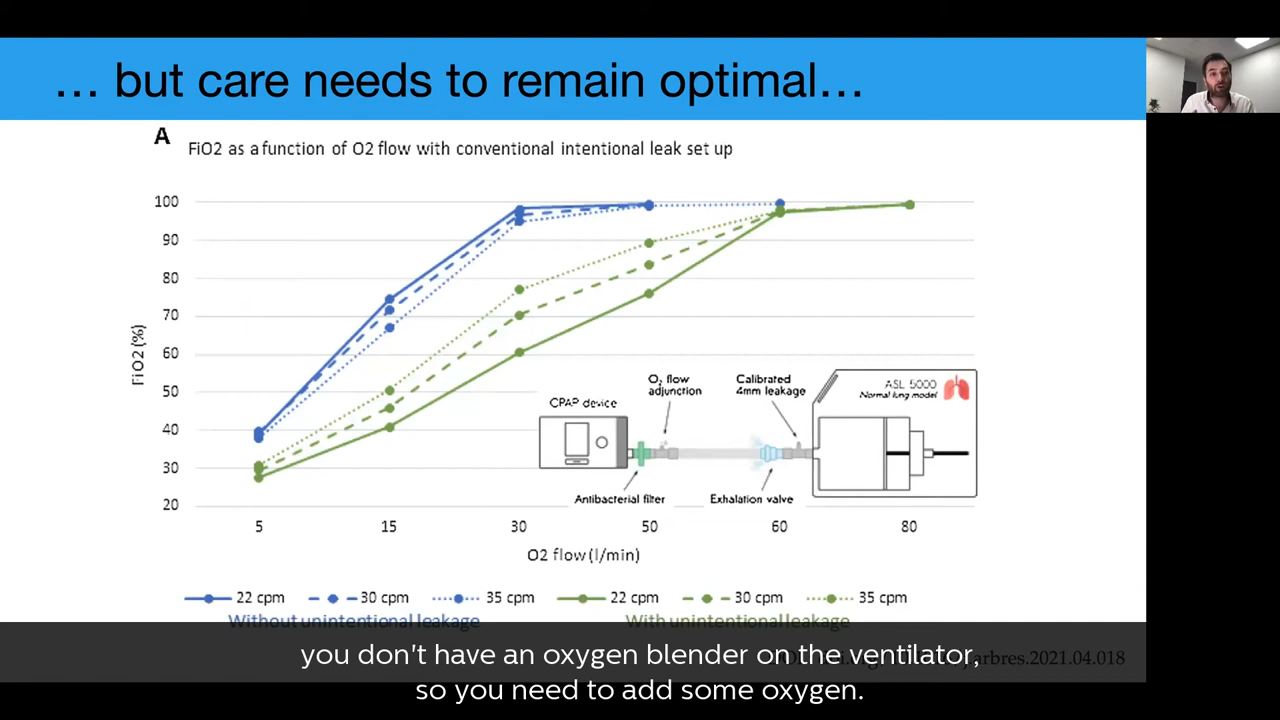 … but care needs to remain optimal…
A
FiO2 as a function of O2 flow with conventional intentional leak set up
100
90
80
70
60
50
40
30
20
FiO2 (%)
5 15 30 50 60 80
O2 flow (l/min)
CPAP device
O₂ flow
adjunction
Calibrated
4mm leakage
ASL 5000
Normal lung model
Antibacterial filter
Exhalation valve
22 cpm 30 cpm 35 cpm 22 cpm 30 cpm 35 cpm
Without unintentional leakage With unintentional leakage
arbres.2021.04.018
you don't have an oxygen blender on the ventilator,
so you need to add some oxygen.